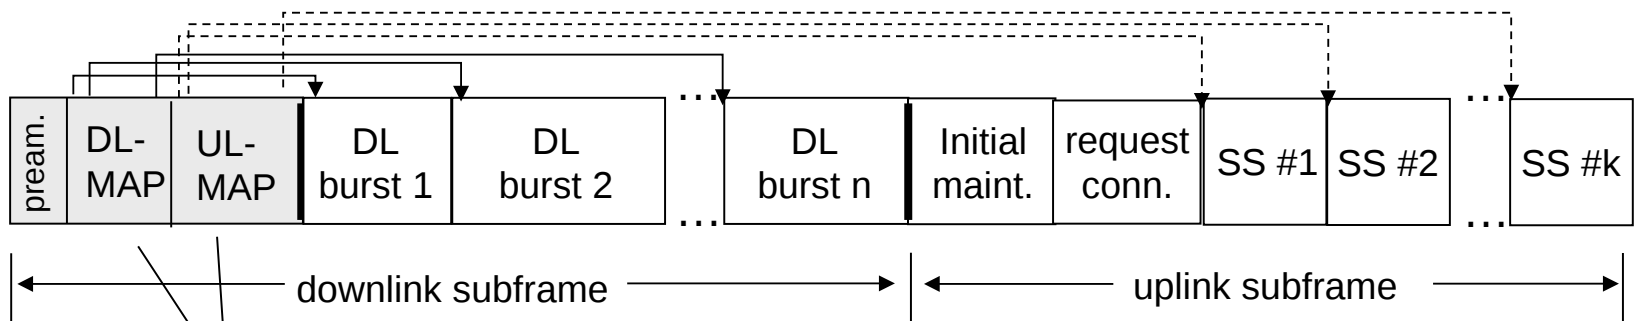 pream.
DL-
MAP
UL-
MAP
DL
burst 1
DL
burst 2
...
...
DL
burst n
Initial
maint.
request
conn.
SS #1
SS #2
...
...
SS #k
downlink subframe
uplink subframe